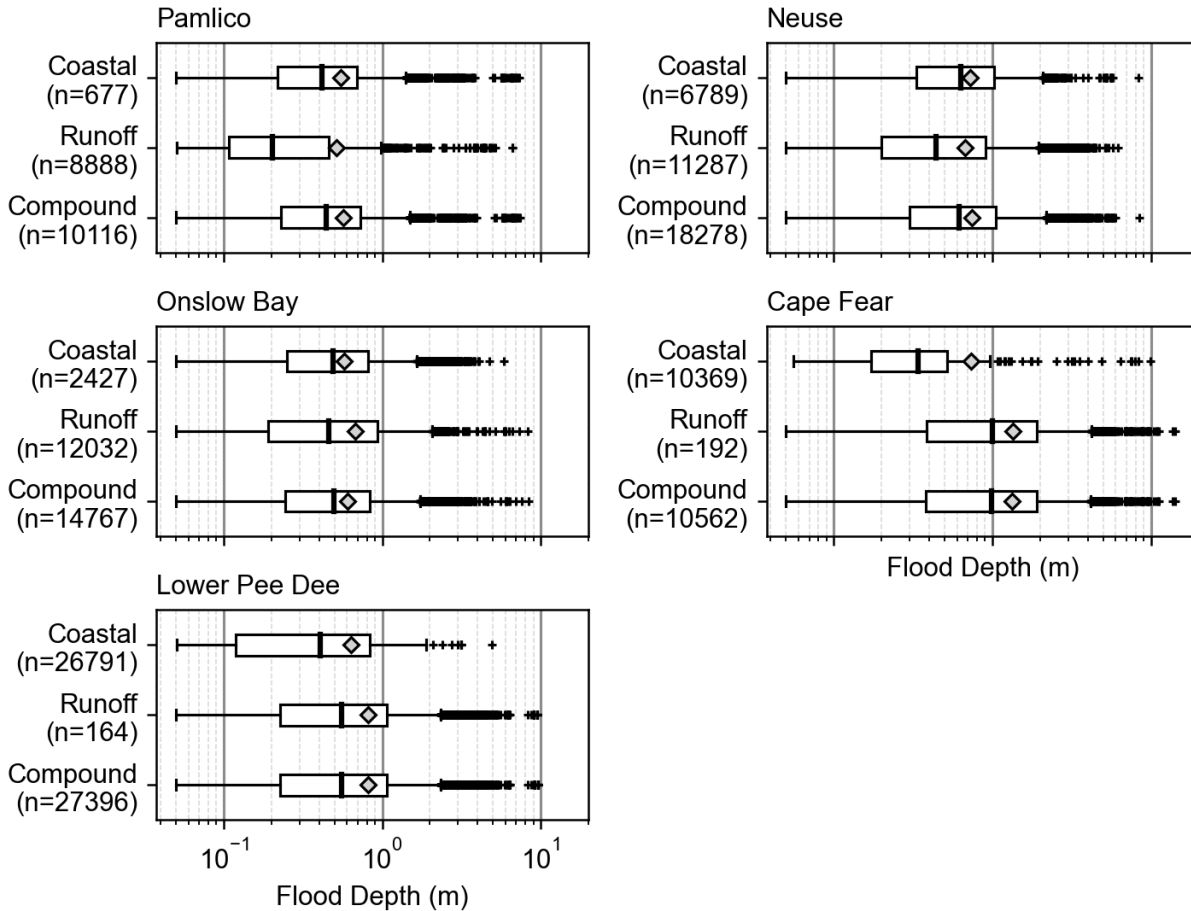 Pamlico
Coastal
(n=677)
Runoff
(n=8888)
Compound
(n=10116)
Neuse
Coastal
(n=6789)
Runoff
(n=11287)
Compound
(n=18278)
Onslow Bay
Coastal
(n=2427)
Runoff
(n=12032)
Compound
(n=14767)
Cape Fear
Coastal
(n=10369)
Runoff
(n=192)
Compound
(n=10562)
Flood Depth (m)
Lower Pee Dee
Coastal
(n=26791)
Runoff
(n=164)
Compound
(n=27396)
10⁻¹ 10⁰ 10¹
Flood Depth (m)